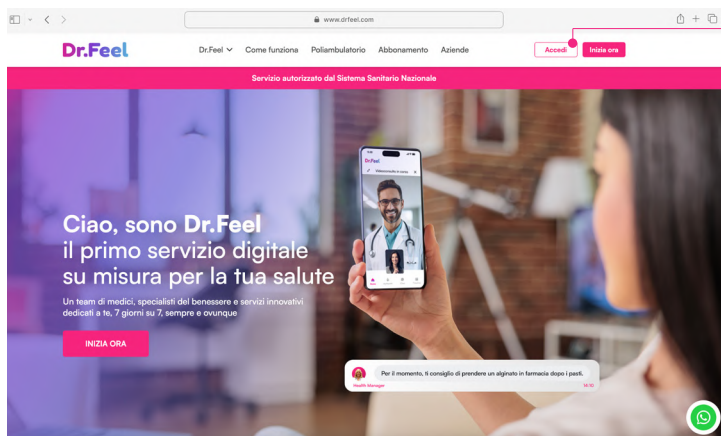 www.drfeel.com
Dr.Feel
Dr.Feel Come funziona Poliambulatorio Abbonamento Aziende
Accedi Inizia ora
Servizio autorizzato dal Sistema Sanitario Nazionale
Dr.Feel
Ciao, sono Dr.Feel
il primo servizio digitale
su misura per la tua salute
Un team di medici, specialisti del benessere e servizi innovativi
dedicati a te, 7 giorni su 7, sempre e ovunque
INIZIA ORA
Per il momento, ti consiglio di prendere un alginato in farmacia dopo i pasti.
Health Manager